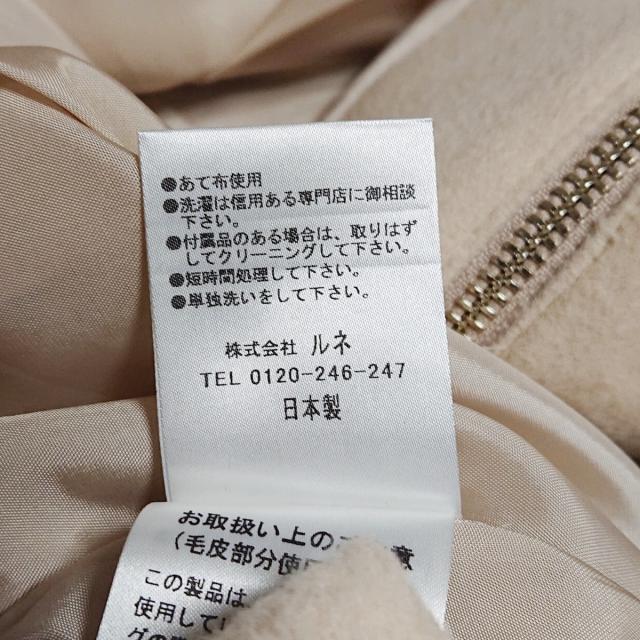 ●あて布使用
●洗濯は信用ある専門店に御相談
下さい。
●付属品のある場合は、取りはず
してクリーニングして下さい。
●短時間処理して下さい。
●単独洗いをして下さい。
株式会社 ルネ
TEL 0120-246-247
日本製
お取扱い上のご注意
(毛皮部分使
この製品は、
使用してい